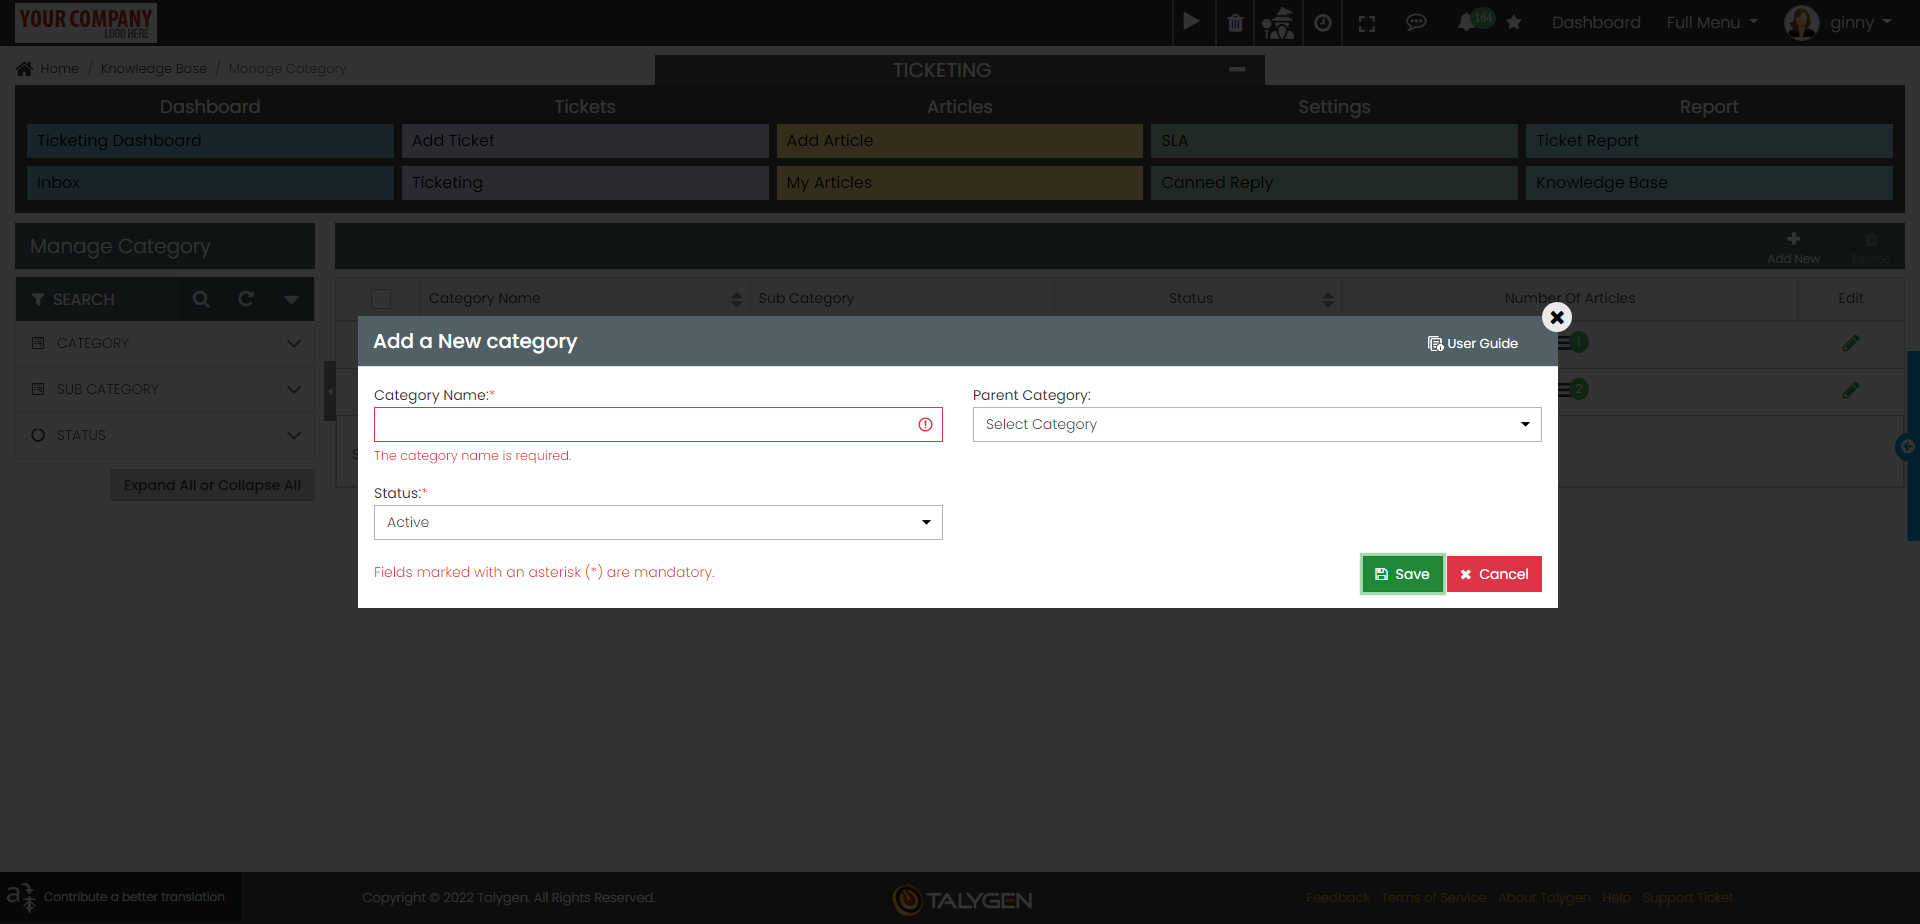 YOUR COMPANY
LOGO HERE
164
Dashboard
Full Menu
ginny
Home / Knowledge Base / Manage Category
TICKETING
Dashboard
Tickets
Articles
Settings
Report
Ticketing Dashboard
Add Ticket
Add Article
SLA
Ticket Report
Inbox
Ticketing
My Articles
Canned Reply
Knowledge Base
Manage Category
Add New
Delete
SEARCH
Category Name
Sub Category
Status
Number Of Articles
Edit
CATEGORY
SUB CATEGORY
STATUS
Expand All or Collapse All
1
2
Add a New category
User Guide
Category Name:*
Parent Category:
Select Category
The category name is required.
Status:*
Active
Fields marked with an asterisk (*) are mandatory.
Save
Cancel
Contribute a better translation
Copyright © 2022 Talygen. All Rights Reserved.
TALYGEN
Feedback
Terms of Service
About Talygen
Help
Support Ticket